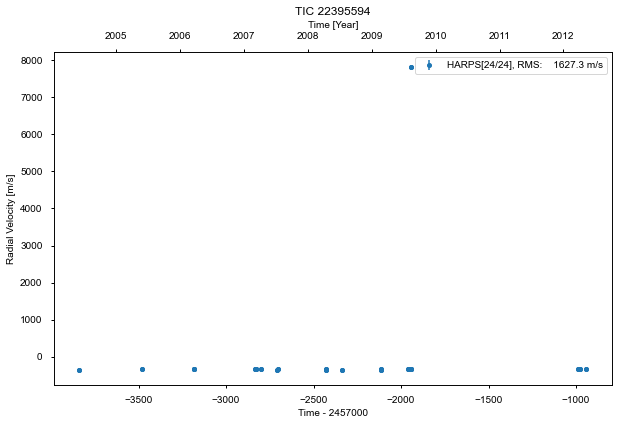 TIC 22395594
Time [Year]
2005 2006 2007 2008 2009 2010 2011 2012
HARPS[24/24], RMS: 1627.3 m/s
8000
7000
6000
5000
4000
3000
2000
1000
0
Radial Velocity [m/s]
−3500 −3000 −2500 −2000 −1500 −1000
Time - 2457000